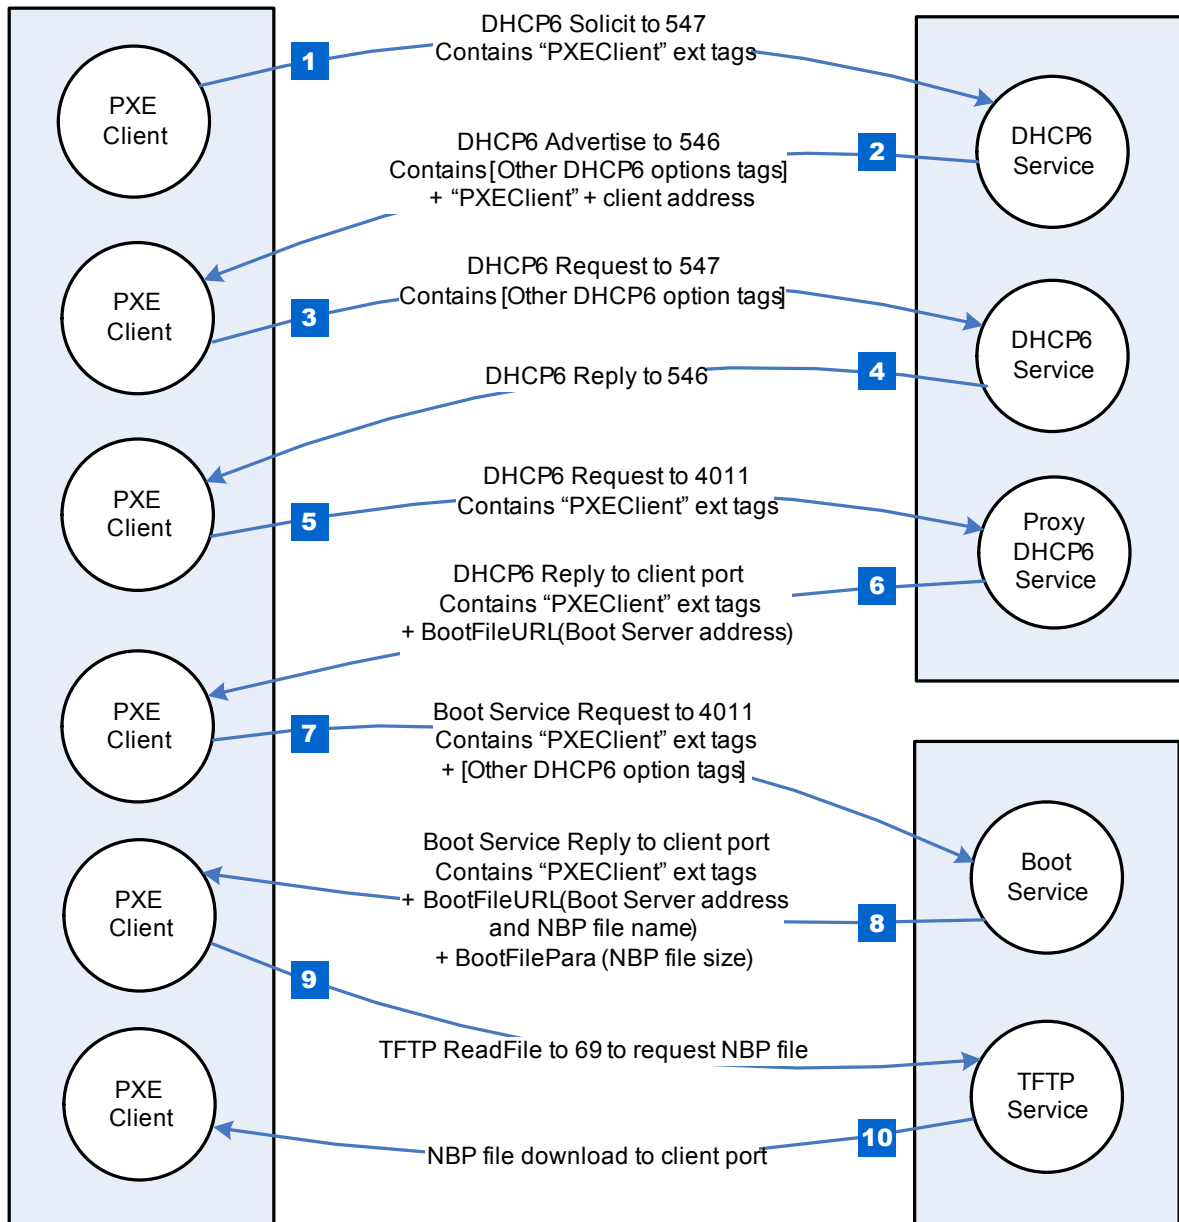 DHCP6 Solicit to 547
Contains “PXEClient” ext tags
1
PXE
Client
DHCP6
Service
DHCP6 Advertise to 546
Contains [Other DHCP6 options tags]
+ “PXEClient” + client address
2
PXE
Client
DHCP6 Request to 547
Contains [Other DHCP6 option tags]
3
DHCP6
Service
DHCP6 Reply to 546
4
PXE
Client
DHCP6 Request to 4011
Contains “PXEClient” ext tags
5
Proxy
DHCP6
Service
DHCP6 Reply to client port
Contains “PXEClient” ext tags
+ BootFileURL(Boot Server address)
6
PXE
Client
Boot Service Request to 4011
Contains “PXEClient” ext tags
+ [Other DHCP6 option tags]
7
Boot
Service
Boot Service Reply to client port
Contains “PXEClient” ext tags
+ BootFileURL(Boot Server address
and NBP file name)
+ BootFilePara (NBP file size)
8
PXE
Client
9
TFTP ReadFile to 69 to request NBP file
TFTP
Service
PXE
Client
10
NBP file download to client port